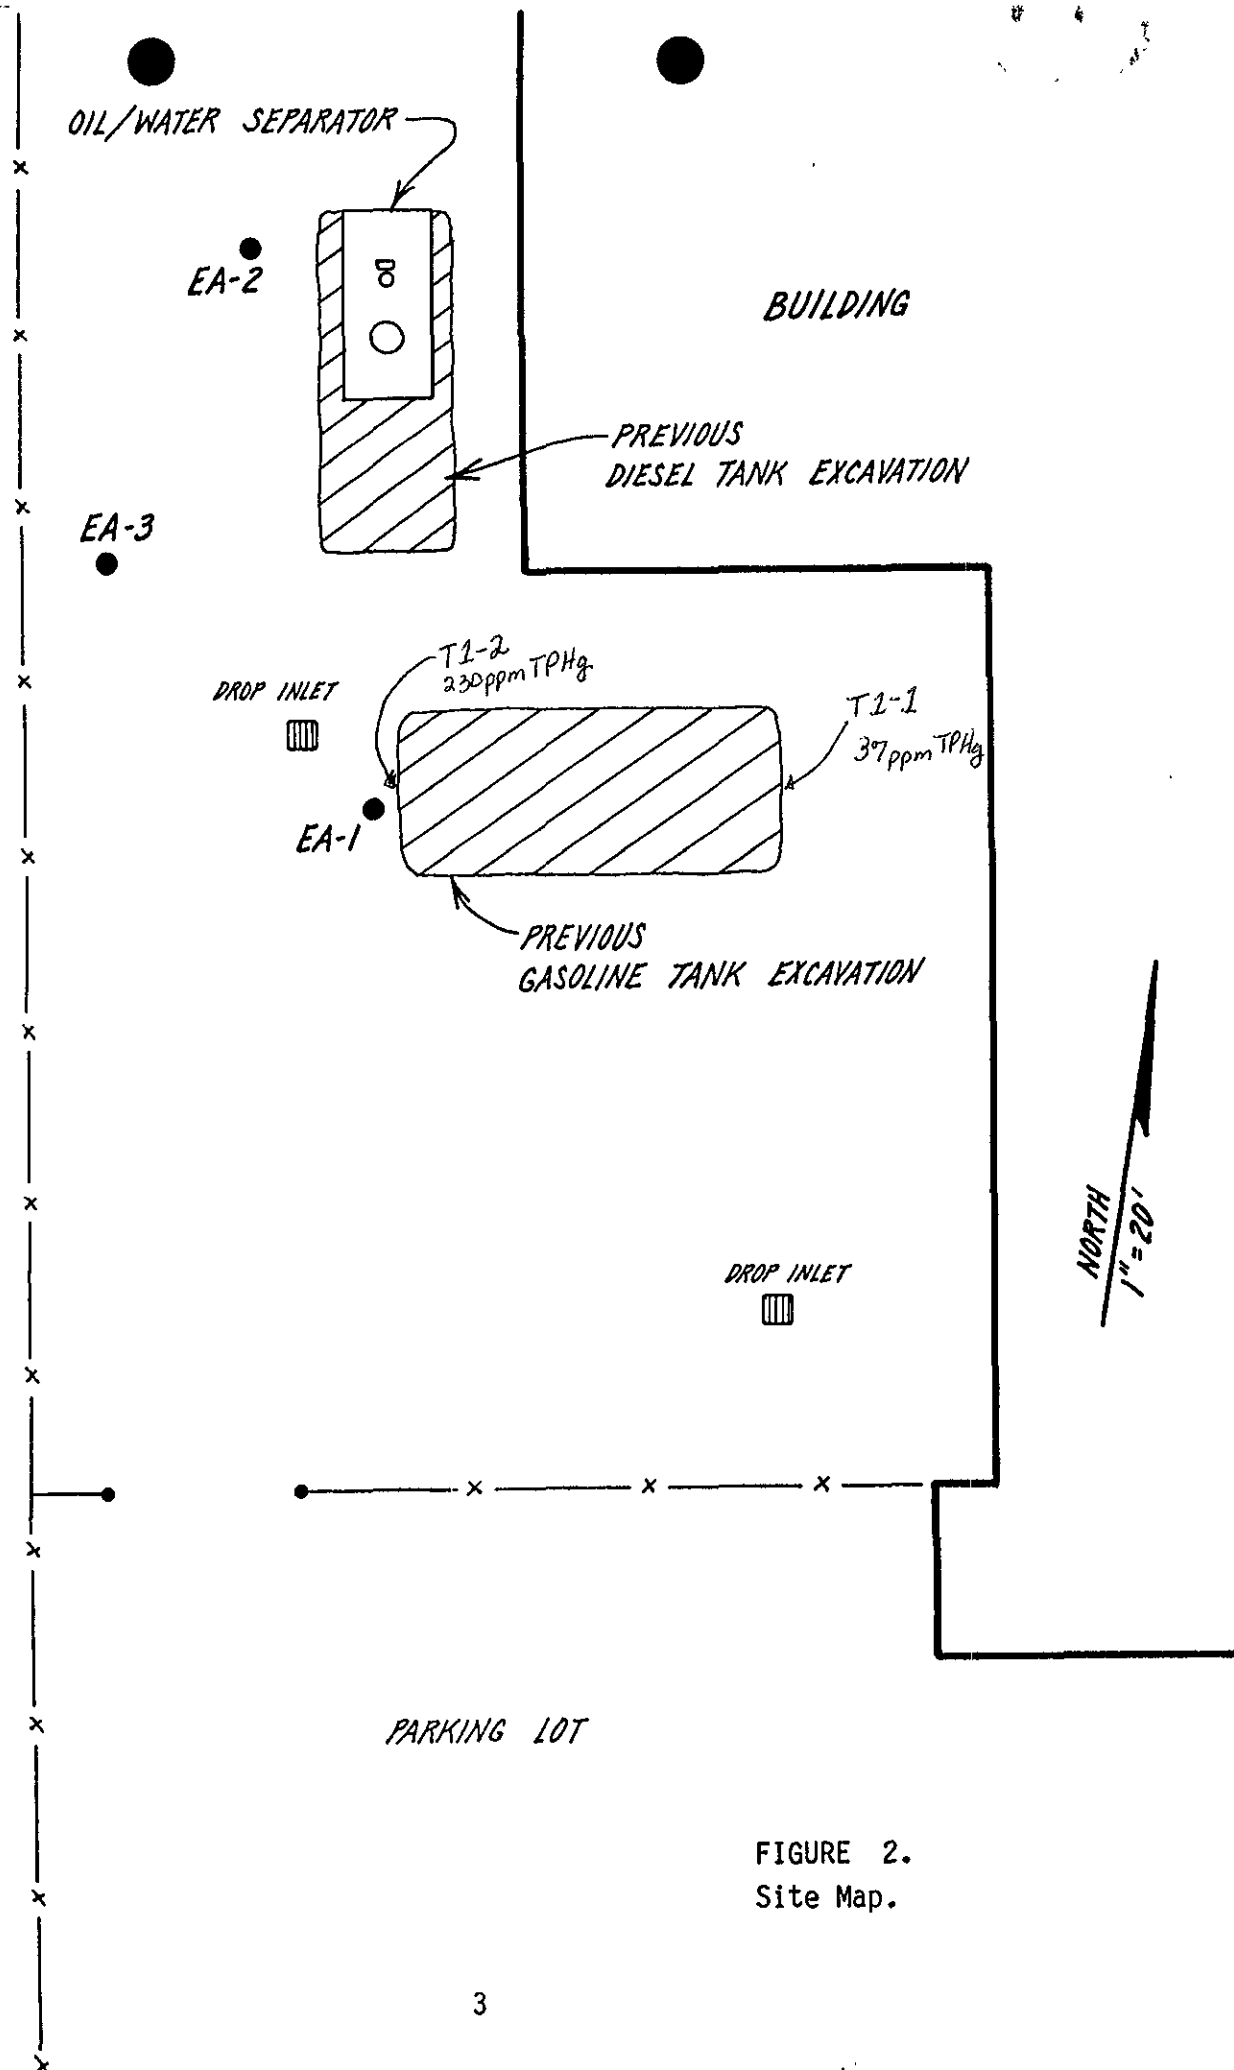 OIL/WATER SEPARATOR
EA-2
BUILDING
PREVIOUS
DIESEL TANK EXCAVATION
EA-3
T1-2
230ppm TPHg
DROP INLET
T1-1
37ppm TPHg
EA-1
PREVIOUS
GASOLINE TANK EXCAVATION
NORTH
1"=20'
DROP INLET
PARKING LOT
FIGURE 2.
Site Map.
3